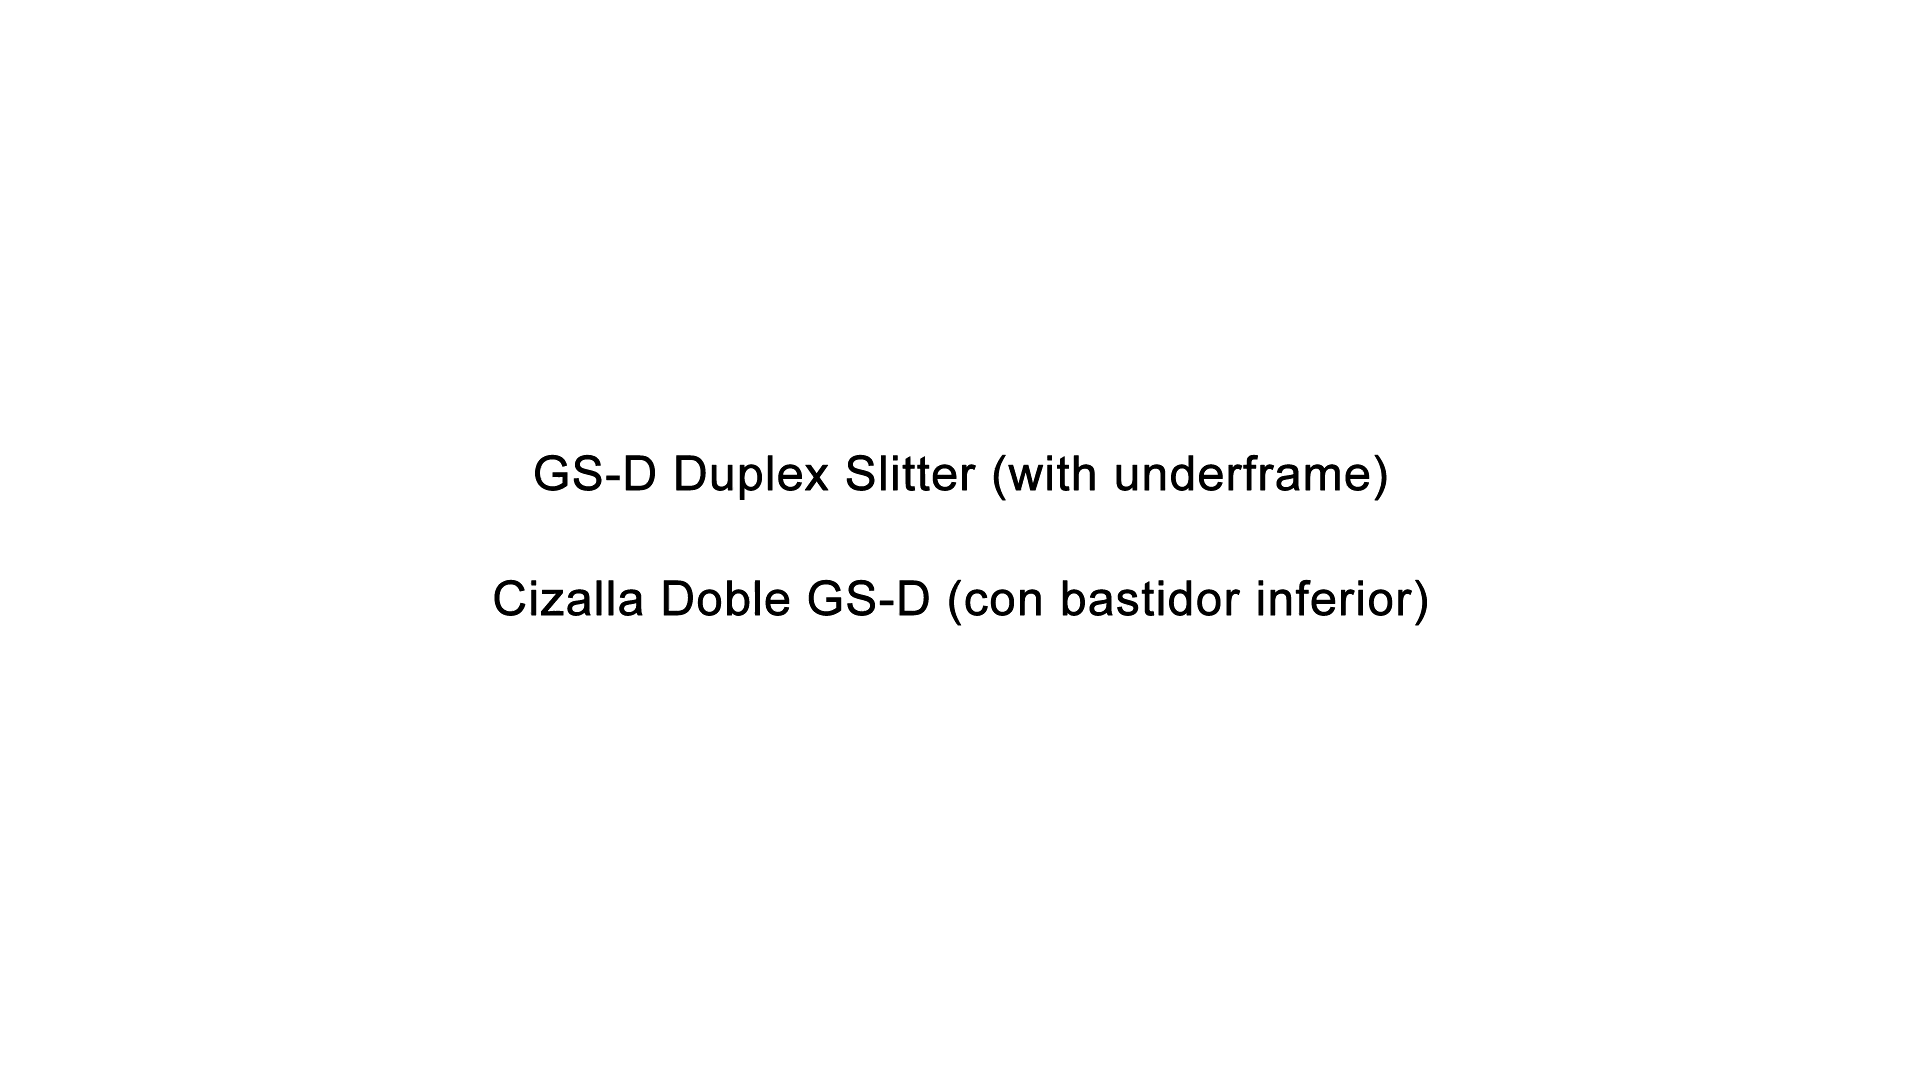 GS-D Duplex Slitter (with underframe)
Cizalla Doble GS-D (con bastidor inferior)